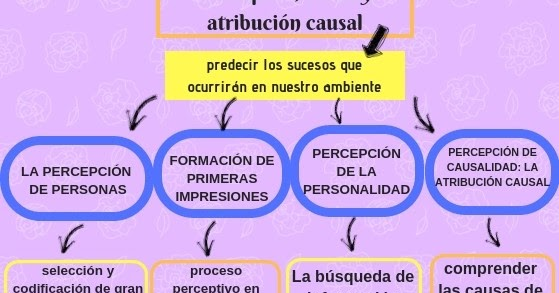 atribución causal
predecir los sucesos que
ocurrirán en nuestro ambiente
LA PERCEPCIÓN
DE PERSONAS
FORMACIÓN DE
PRIMERAS
IMPRESIONES
PERCEPCIÓN
DE LA
PERSONALIDAD
PERCEPCIÓN DE
CAUSALIDAD: LA
ATRIBUCIÓN CAUSAL
selección y
codificación de gran
proceso
perceptivo en
La búsqueda de
comprender
las causas de